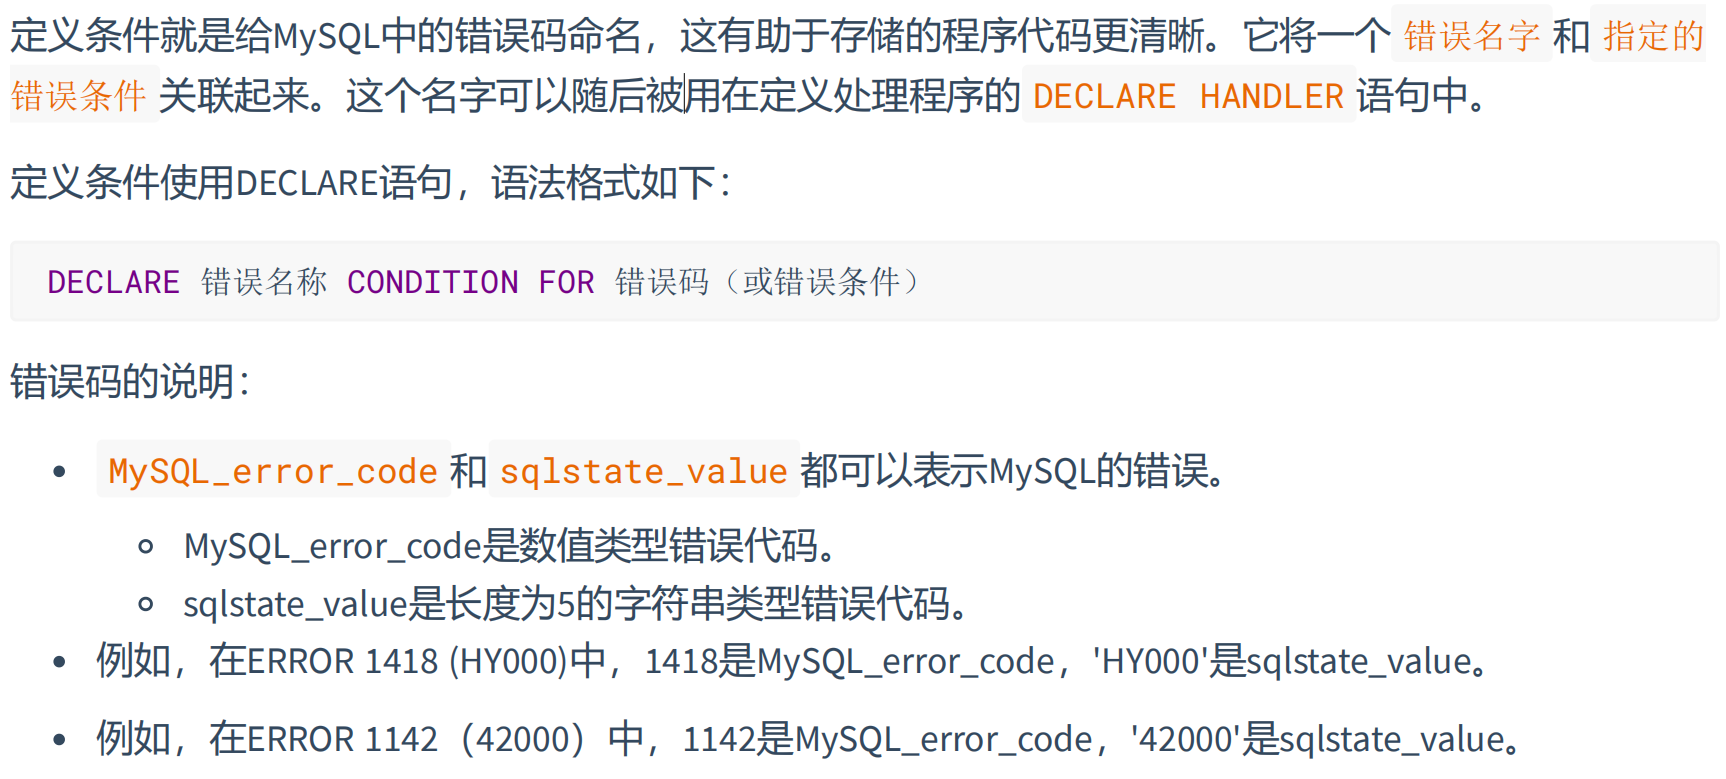 定义条件就是给MySQL中的错误码命名，这有助于存储的程序代码更清晰。它将一个 错误名字 和 指定的
错误条件 关联起来。这个名字可以随后被用在定义处理程序的 DECLARE HANDLER 语句中。
定义条件使用DECLARE语句，语法格式如下：
DECLARE 错误名称 CONDITION FOR 错误码（或错误条件）
错误码的说明：
• MySQL_error_code 和 sqlstate_value 都可以表示MySQL的错误。
◦ MySQL_error_code是数值类型错误代码。
◦ sqlstate_value是长度为5的字符串类型错误代码。
• 例如，在ERROR 1418 (HY000)中，1418是MySQL_error_code，'HY000'是sqlstate_value。
• 例如，在ERROR 1142（42000）中，1142是MySQL_error_code，'42000'是sqlstate_value。